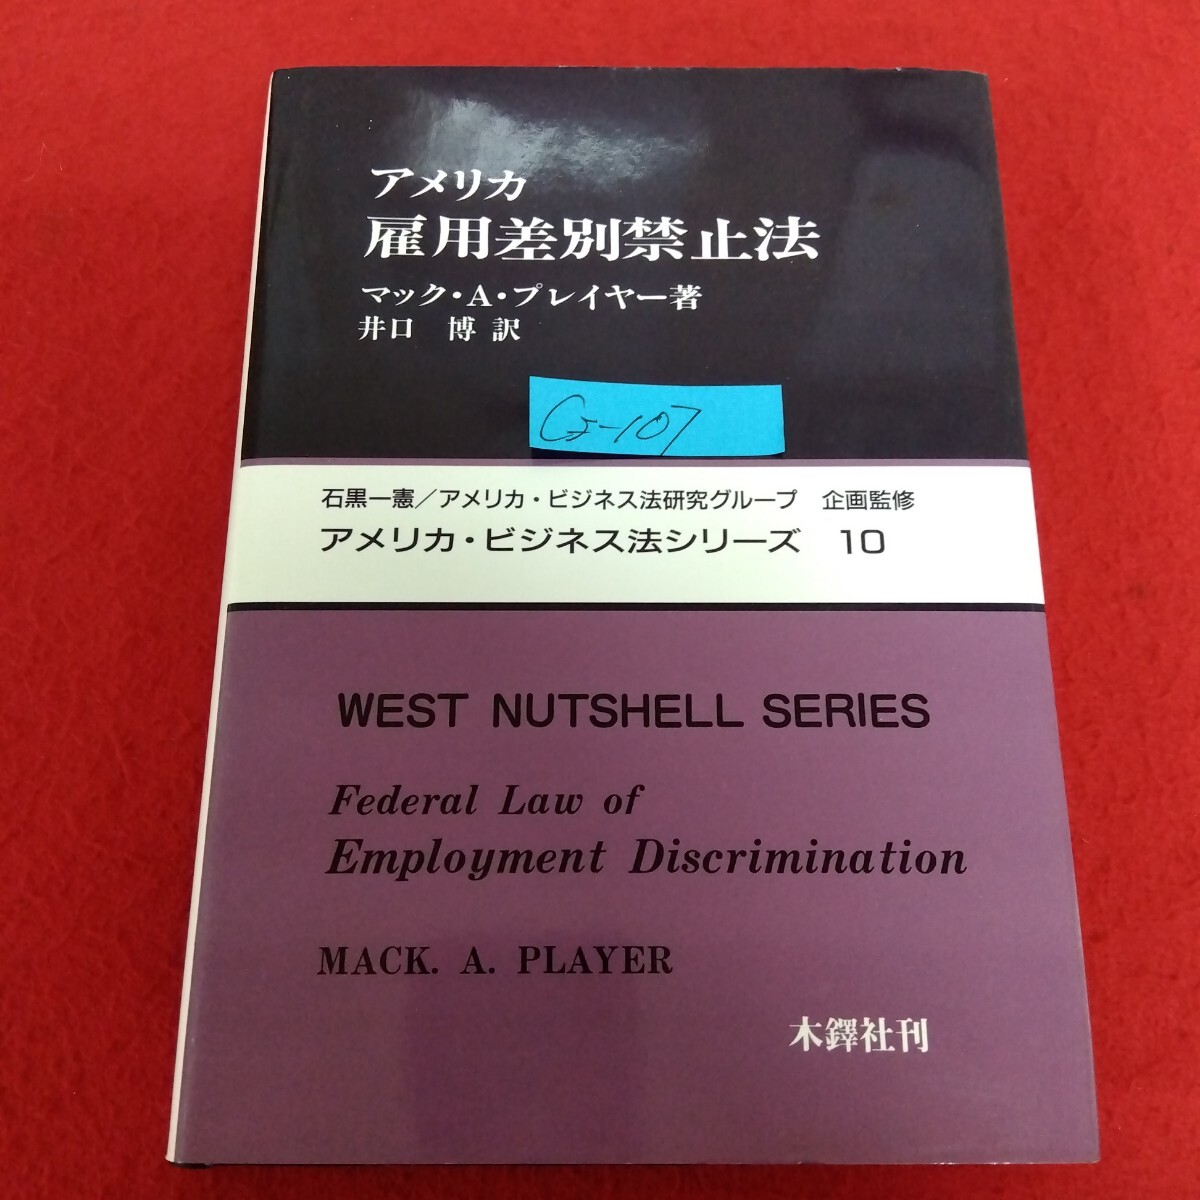 アメリカ
雇用差別禁止法
マック・A・プレイヤー著
井口 博 訳
G-107
石黒一憲／アメリカ・ビジネス法研究グループ 企画監修
アメリカ・ビジネス法シリーズ 10
WEST NUTSHELL SERIES
Federal Law of
Employment Discrimination
MACK. A. PLAYER
木鐸社刊